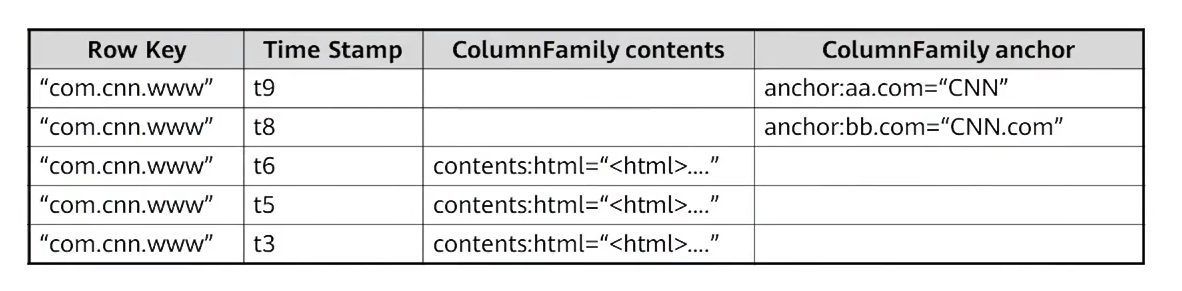 Row Key Time Stamp ColumnFamily contents ColumnFamily anchor
“com.cnn.www” t9 anchor:aa.com=“CNN”
“com.cnn.www” t8 anchor:bb.com=“CNN.com”
“com.cnn.www” t6 contents:html=“<html>....”
“com.cnn.www” t5 contents:html=“<html>....”
“com.cnn.www” t3 contents:html=“<html>....”